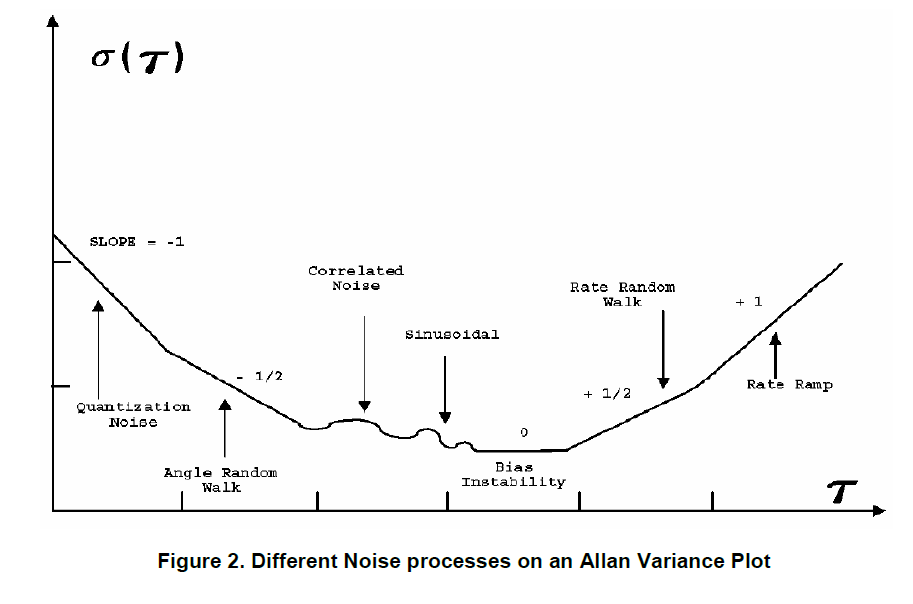 σ(τ)
SLOPE = -1
Correlated
Noise
Rate Random
Walk
+ 1
Sinusoidal
- 1/2
Rate Ramp
+ 1/2
Quantization
Noise
0
Bias
Instability
Angle Random
Walk
τ
Figure 2. Different Noise processes on an Allan Variance Plot